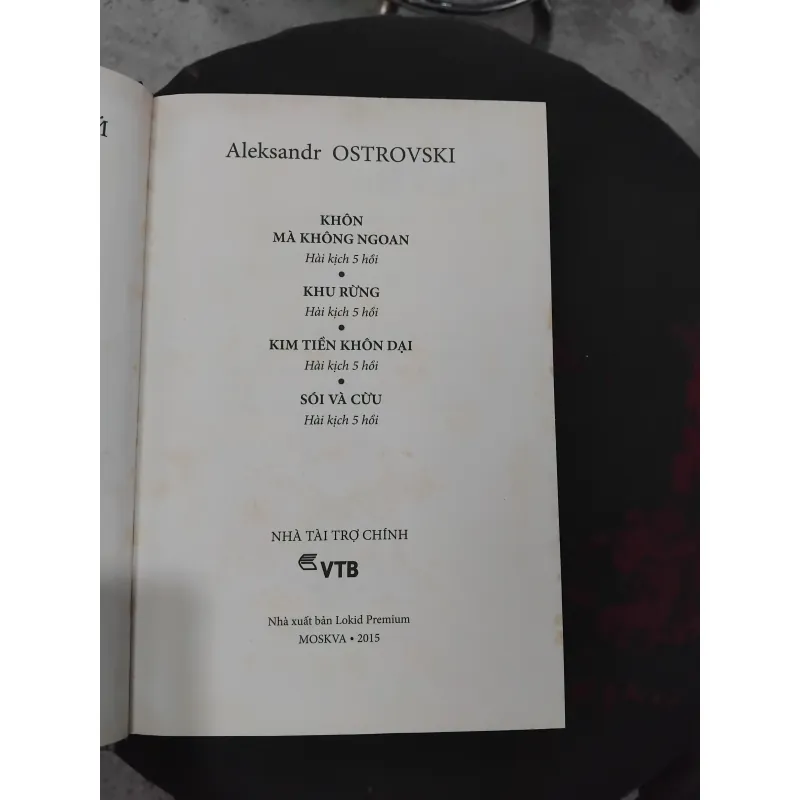 Aleksandr OSTROVSKI
KHÔN
MÀ KHÔNG NGOAN
Hài kịch 5 hồi
•
KHU RỪNG
Hài kịch 5 hồi
•
KIM TIỀN KHÔN DẠI
Hài kịch 5 hồi
•
SÓI VÀ CỪU
Hài kịch 5 hồi
NHÀ TÀI TRỢ CHÍNH
VTB
Nhà xuất bản Lokid Premium
MOSKVA • 2015